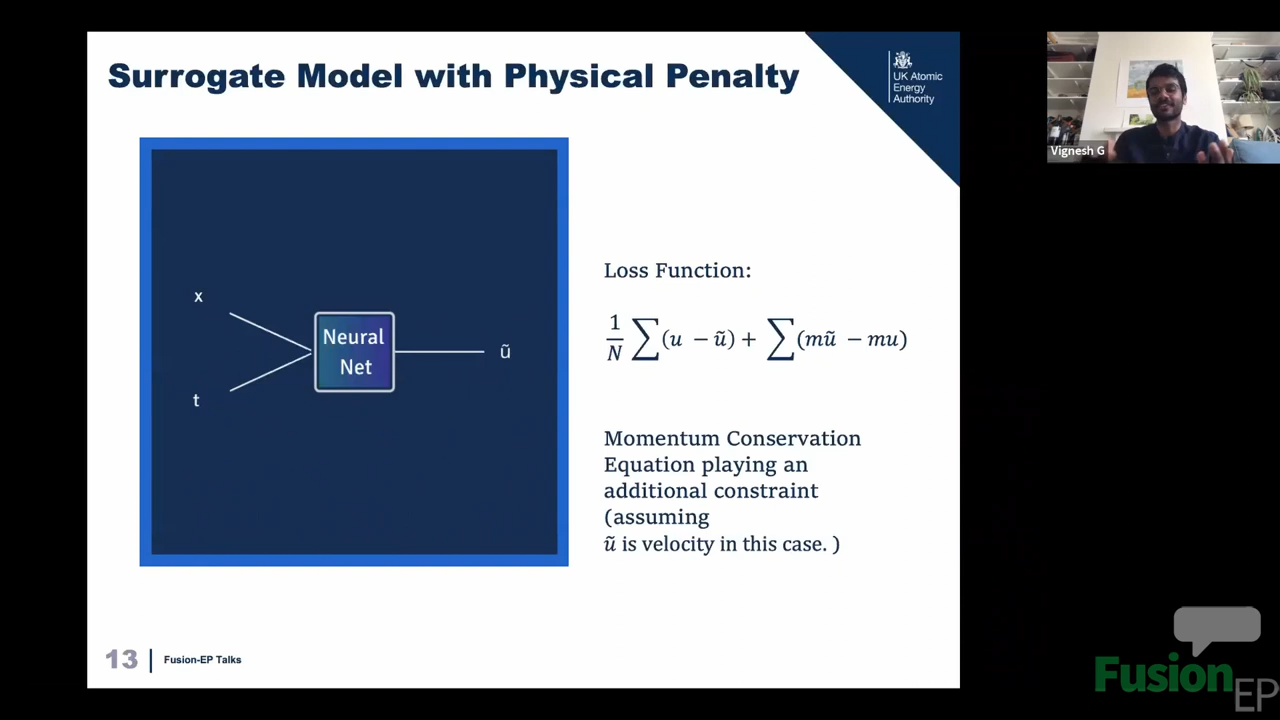 Surrogate Model with Physical Penalty
UK Atomic
Energy
Authority
Vignesh G
x
t
Neural
Net
ũ
Loss Function:
1/N ∑(u − ũ) + ∑(mũ − mu)
Momentum Conservation
Equation playing an
additional constraint
(assuming
ũ is velocity in this case. )
13
Fusion-EP Talks
Fusion
EP